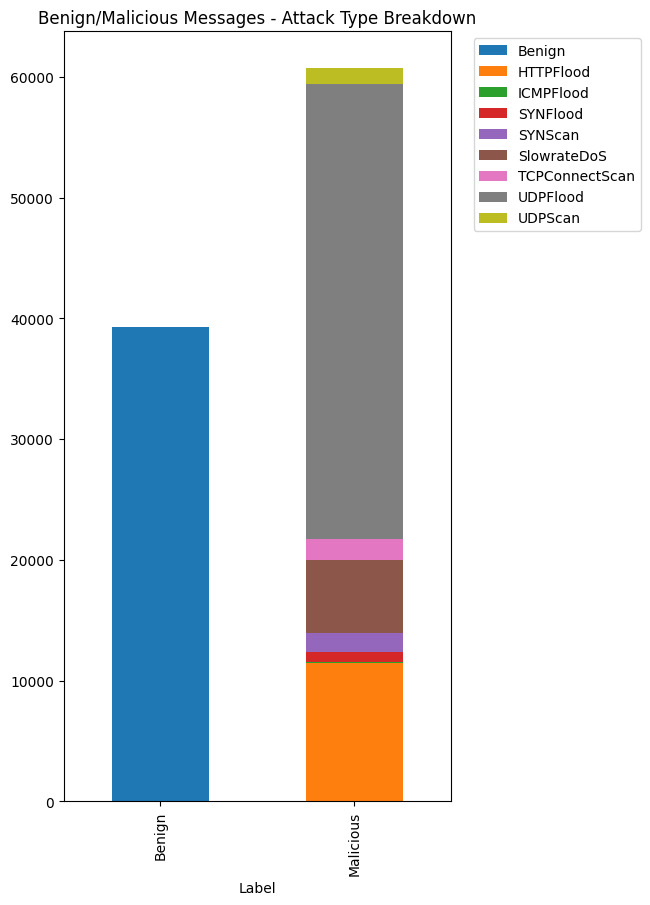 Benign/Malicious Messages - Attack Type Breakdown
60000
50000
40000
30000
20000
10000
0
Benign
Malicious
Label
Benign
HTTPFlood
ICMPFlood
SYNFlood
SYNScan
SlowrateDoS
TCPConnectScan
UDPFlood
UDPScan